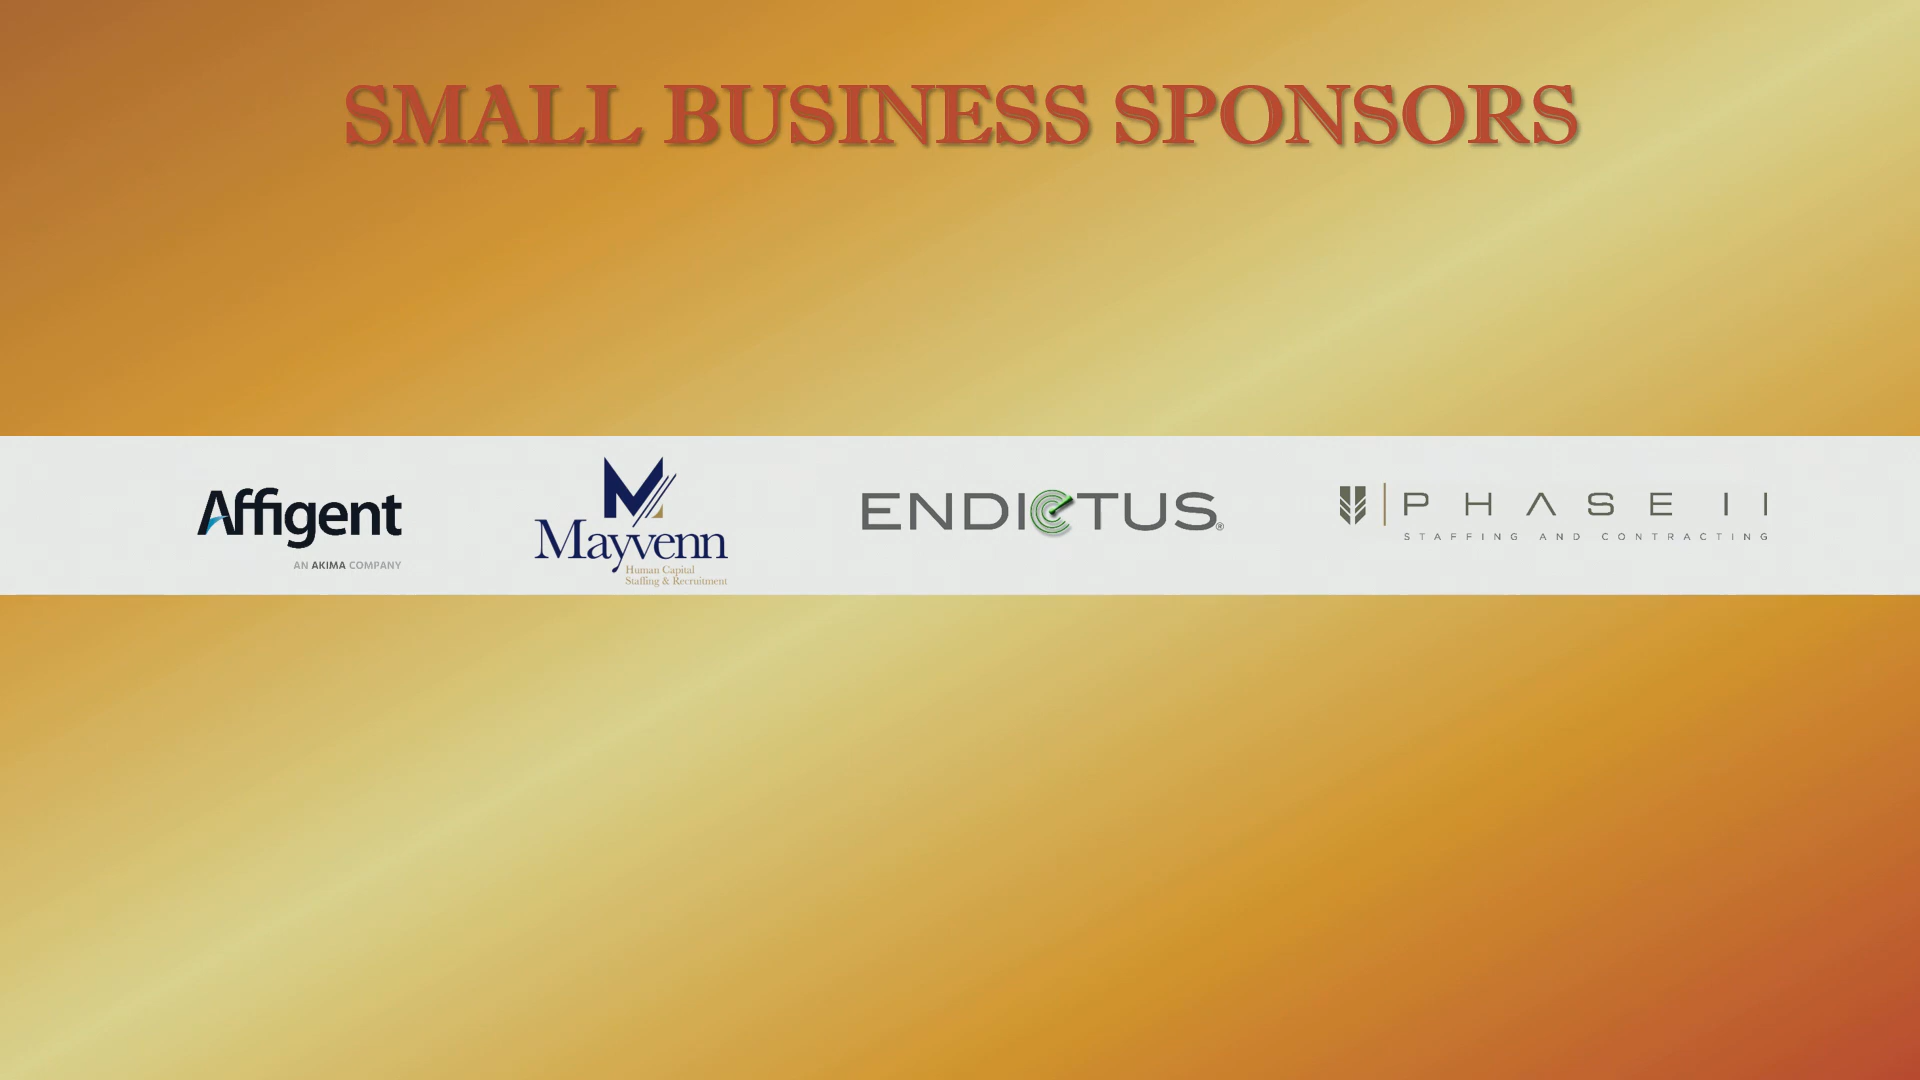 SMALL BUSINESS SPONSORS
Affigent
AN AKIMA COMPANY
Mayvenn
Human Capital
Staffing & Recruitment
ENDICTUS®
PHASE II
STAFFING AND CONTRACTING